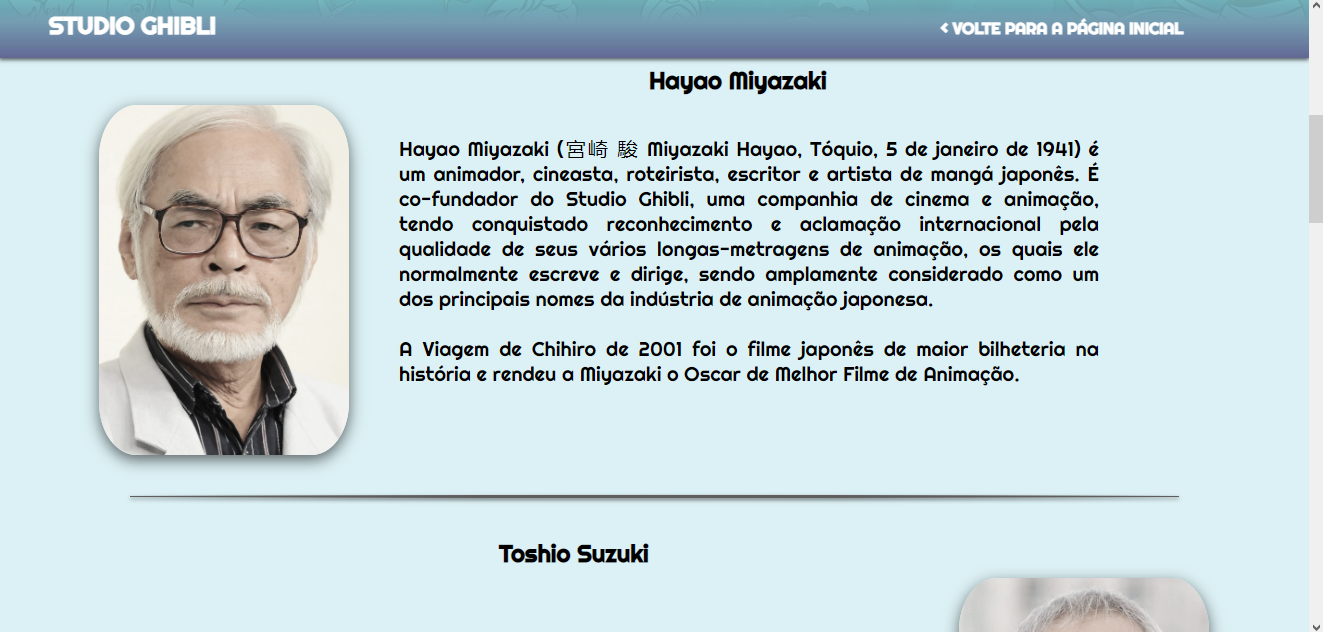 STUDIO GHIBLI
< VOLTE PARA A PÁGINA INICIAL
Hayao Miyazaki
Hayao Miyazaki (宮崎 駿 Miyazaki Hayao, Tóquio, 5 de janeiro de 1941) é
um animador, cineasta, roteirista, escritor e artista de mangá japonês. É
co-fundador do Studio Ghibli, uma companhia de cinema e animação,
tendo conquistado reconhecimento e aclamação internacional pela
qualidade de seus vários longas-metragens de animação, os quais ele
normalmente escreve e dirige, sendo amplamente considerado como um
dos principais nomes da indústria de animação japonesa.
A Viagem de Chihiro de 2001 foi o filme japonês de maior bilheteria na
história e rendeu a Miyazaki o Oscar de Melhor Filme de Animação.
Toshio Suzuki